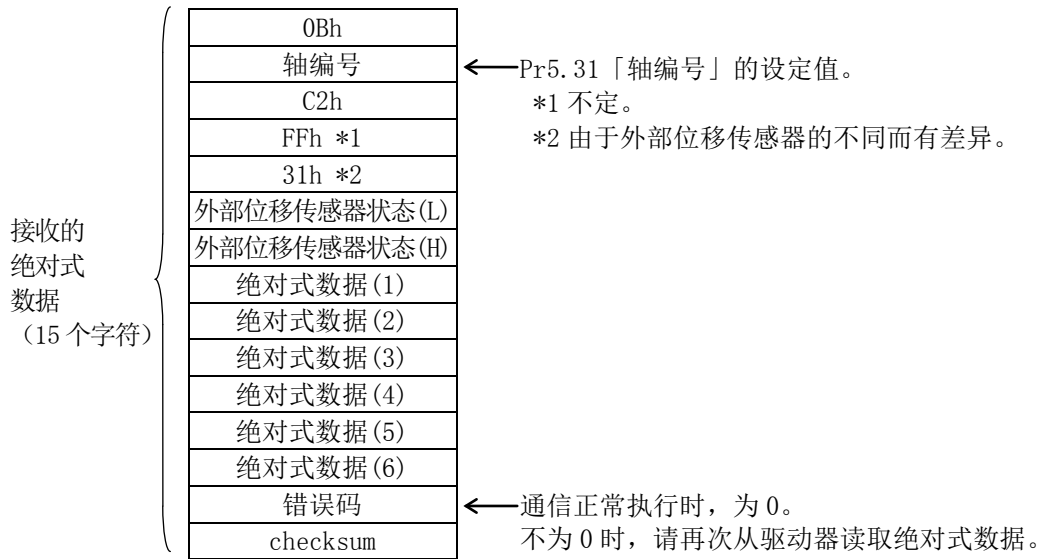 0Bh
轴编号
Pr5.31「轴编号」的设定值。
C2h
*1 不定。
FFh *1
*2 由于外部位移传感器的不同而有差异。
31h *2
外部位移传感器状态(L)
外部位移传感器状态(H)
接收的
绝对式
数据
（15 个字符）
绝对式数据(1)
绝对式数据(2)
绝对式数据(3)
绝对式数据(4)
绝对式数据(5)
绝对式数据(6)
错误码
通信正常执行时，为 0。
checksum
不为 0 时，请再次从驱动器读取绝对式数据。